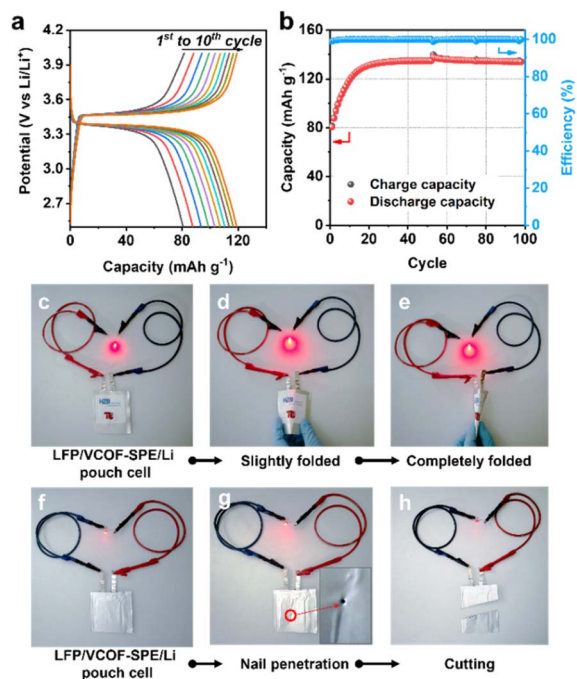 a
1st to 10th cycle
4.2
3.9
3.6
3.3
3.0
2.7
Potential (V vs Li/Li+)
0 40 80 120
Capacity (mAh g-1)
b
160
120
80
40
0
Capacity (mAh g-1)
100
80
60
40
20
0
Efficiency (%)
Charge capacity
Discharge capacity
0 20 40 60 80 100
Cycle
c
d
e
HZB
HZB
LFP/VCOF-SPE/Li
pouch cell
Slightly folded
Completely folded
f
g
h
LFP/VCOF-SPE/Li
pouch cell
Nail penetration
Cutting